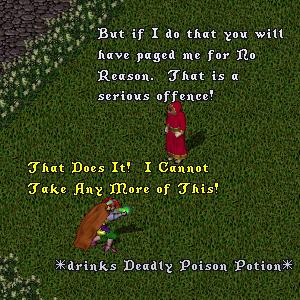 But if I do that you will
have paged me for No
Reason. That is a
serious offence!
That Does It! I Cannot
Take Any More of This!
*drinks Deadly Poison Potion*